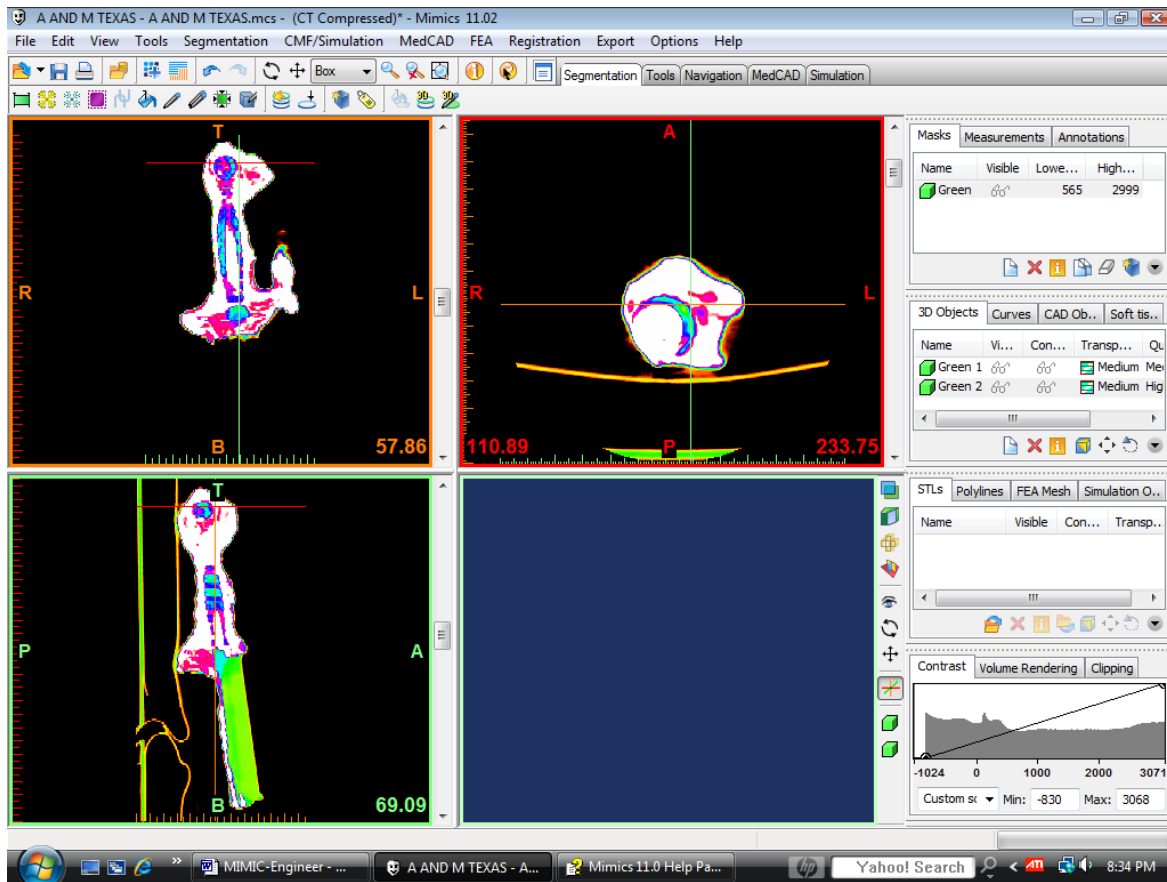 A AND M TEXAS - A AND M TEXAS.mcs - (CT Compressed)* - Mimics 11.02
File Edit View Tools Segmentation CMF/Simulation MedCAD FEA Registration Export Options Help
Box Segmentation Tools Navigation MedCAD Simulation
T
R L
B 57.86
A
R L
110.89 P 233.75
T
P A
B 69.09
Masks Measurements Annotations
Name Visible Lowe... High...
Green 565 2999
3D Objects Curves CAD Ob... Soft tis..
Name Vi... Con... Transp... Qu
Green 1 Medium Me
Green 2 Medium Hig
STLs Polylines FEA Mesh Simulation O..
Name Visible Con... Transp...
Contrast Volume Rendering Clipping
-1024 0 1000 2000 3071
Custom sc Min: -830 Max: 3068
MIMIC-Engineer - ... A AND M TEXAS - A... Mimics 11.0 Help Pa... hp Yahoo! Search ATI 8:34 PM